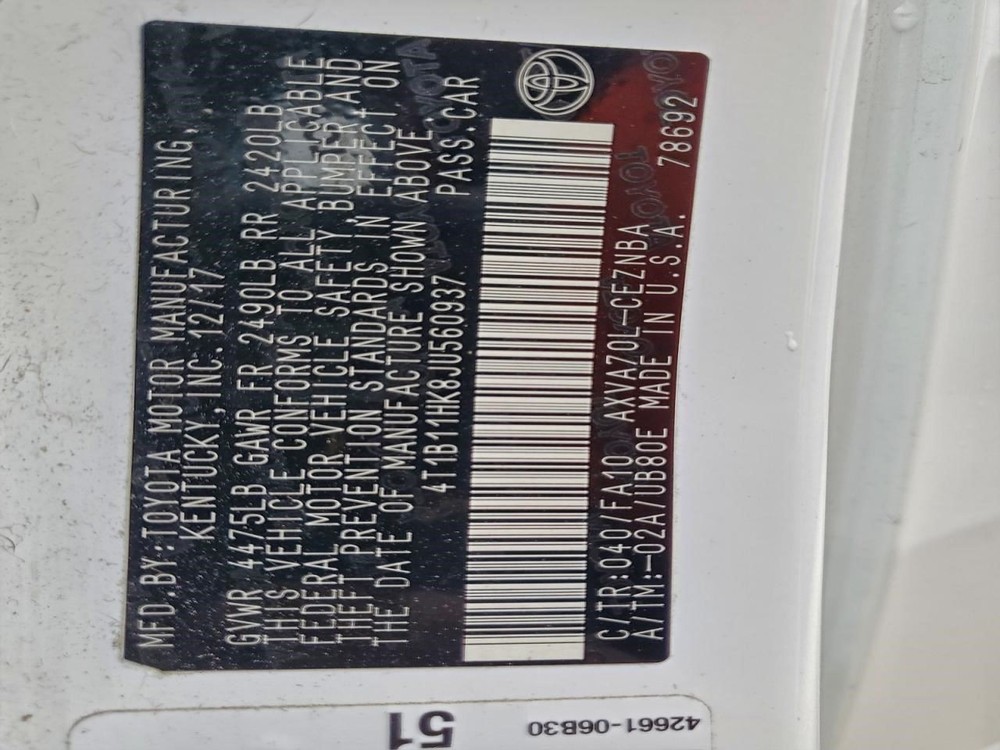 MFD.BY:TOYOTA MOTOR MANUFACTURING,
KENTUCKY, INC. 12/17
GVWR 4475LB GAWR FR 2490LB RR 2420LB
THIS VEHICLE CONFORMS TO ALL APPLICABLE
FEDERAL MOTOR VEHICLE SAFETY, BUMPER, AND
THEFT PREVENTION STANDARDS IN EFFECT ON
THE DATE OF MANUFACTURE SHOWN ABOVE.
4T1B11HK8JU560937 PASS.CAR
C/TR:040/FA10 AXVA70L-CEZNBA
A/TM:-02A/UB80E MADE IN U.S.A. 78692
51
42661-06B30